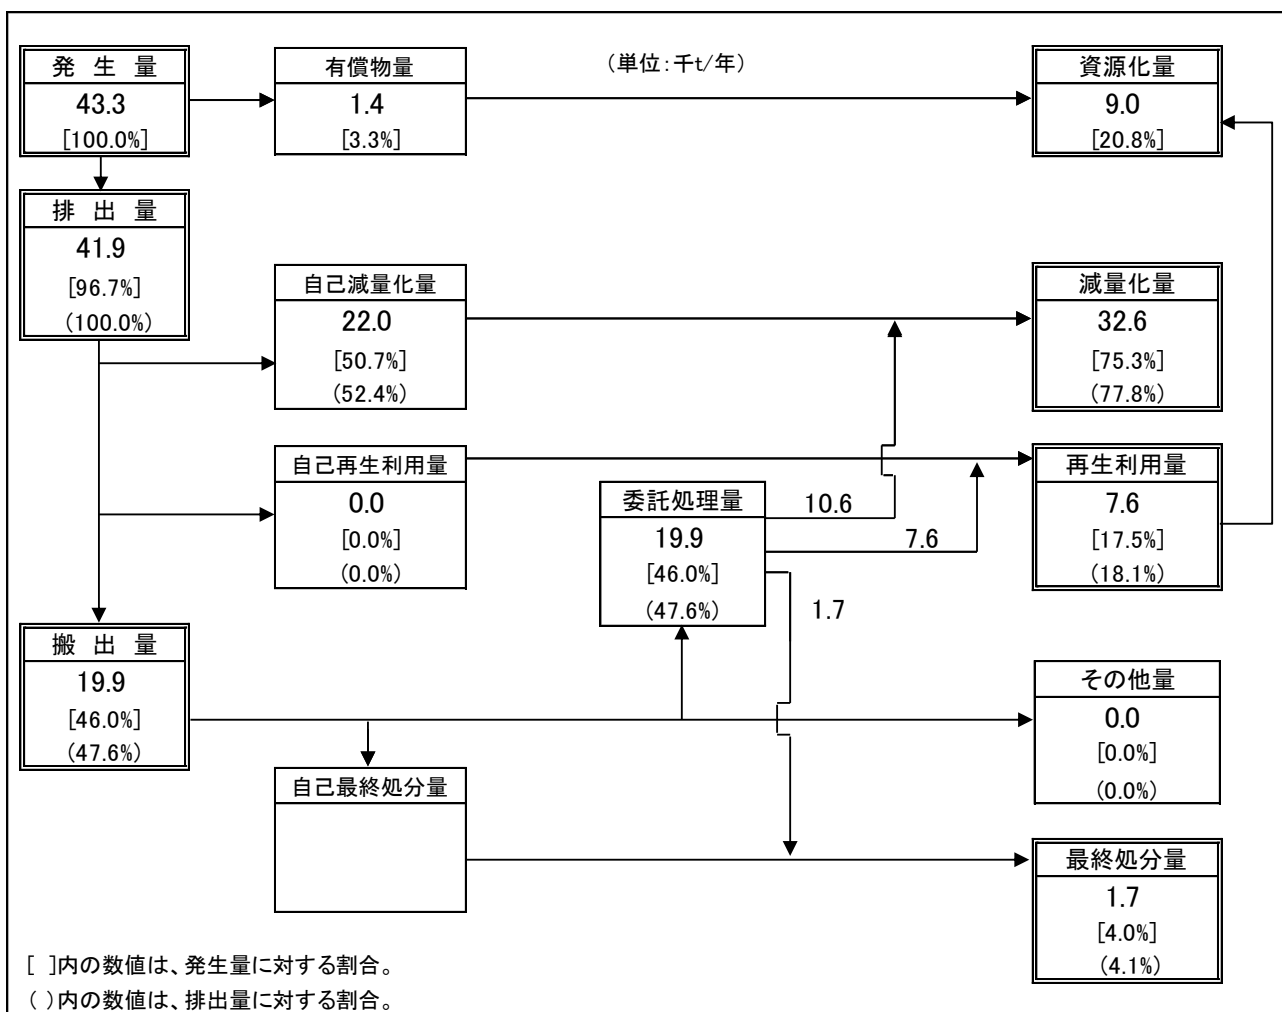 (単位:千t/年)
発 生 量
43.3
[100.0%]
有償物量
1.4
[3.3%]
資源化量
9.0
[20.8%]
排 出 量
41.9
[96.7%]
(100.0%)
自己減量化量
22.0
[50.7%]
(52.4%)
減量化量
32.6
[75.3%]
(77.8%)
自己再生利用量
0.0
[0.0%]
(0.0%)
委託処理量
19.9
[46.0%]
(47.6%)
10.6
7.6
1.7
再生利用量
7.6
[17.5%]
(18.1%)
搬 出 量
19.9
[46.0%]
(47.6%)
その他量
0.0
[0.0%]
(0.0%)
自己最終処分量
最終処分量
1.7
[4.0%]
(4.1%)
[ ]内の数値は、発生量に対する割合。
( )内の数値は、排出量に対する割合。